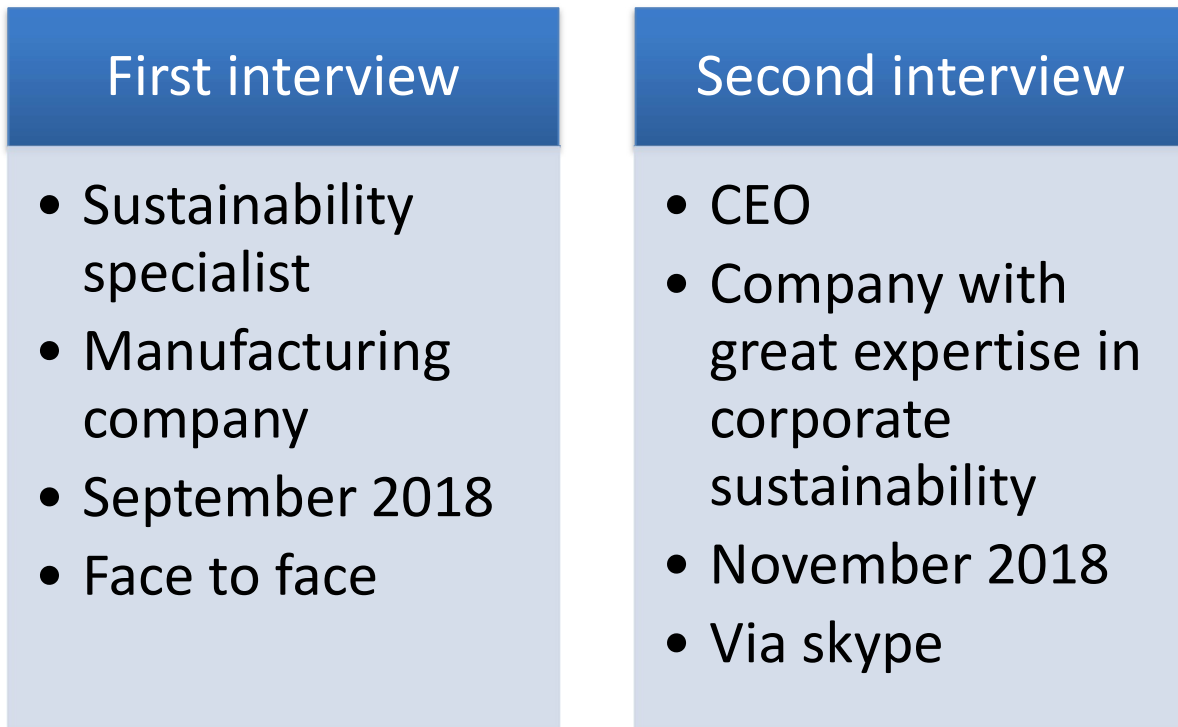 First interview
• Sustainability
specialist
• Manufacturing
company
• September 2018
• Face to face
Second interview
• CEO
• Company with
great expertise in
corporate
sustainability
• November 2018
• Via skype